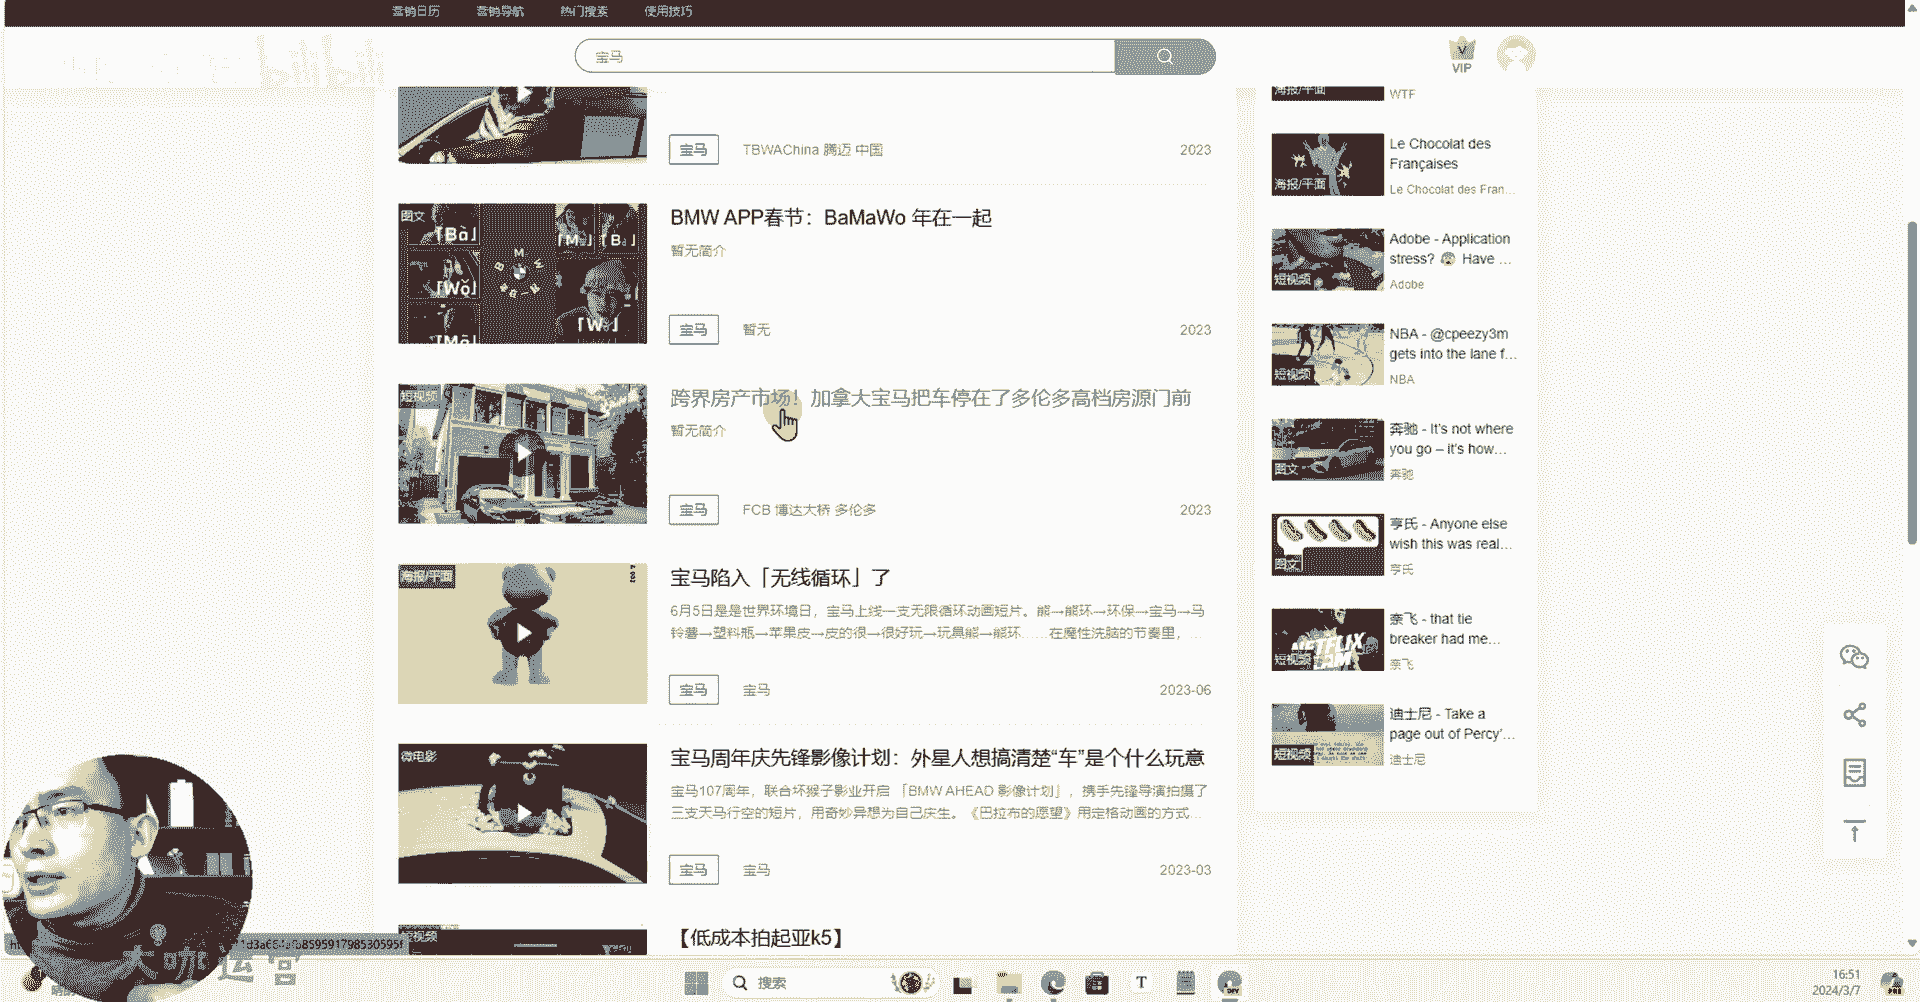 营销日历 营销导航 热门搜索 使用技巧
bilibili
宝马
VIP
宝马 TBWAChina 腾迈 中国 2023
图文
「Bà」
「M
「B
」
「Wǒ」
BMW APP春节：BaMaWo 年在一起
暂无简介
宝马 暂无 2023
短视频
跨界房产市场！加拿大宝马把车停在了多伦多高档房源门前
暂无简介
宝马 FCB 博达大桥 多伦多 2023
海报/平面
宝马陷入「无线循环」了
6月5日是是世界环境日，宝马上线一支无限循环动画短片。熊→熊环→环保→宝马→马
铃薯→塑料瓶→苹果皮→皮的很→很好玩→玩具熊→熊环……在魔性洗脑的节奏里，
宝马 宝马 2023-06
微电影
宝马周年庆先锋影像计划：外星人想搞清楚“车”是个什么玩意
宝马107周年，联合坏猴子影业开启「BMW AHEAD 影像计划」，携手先锋导演拍摄了
三支天马行空的短片，用奇妙异想为自己庆生。《巴拉布的愿望》用定格动画的方式...
宝马 宝马 2023-03
【低成本拍起亚k5】
海报/平面
WTF
海报/平面
Le Chocolat des
Françaises
Le Chocolat des Fran...
短视频
Adobe - Application
stress? 😨 Have ...
Adobe
短视频
NBA - @cpeezy3m
gets into the lane f...
NBA
图文
奔驰 - It's not where
you go – it's how...
奔驰
图文
亨氏 - Anyone else
wish this was real...
亨氏
短视频
NETFLIX
奈飞 - that tie
breaker had me...
奈飞
短视频
迪士尼 - Take a
page out of Percy'...
迪士尼
大咖运营
搜索
16:51
2024/3/7